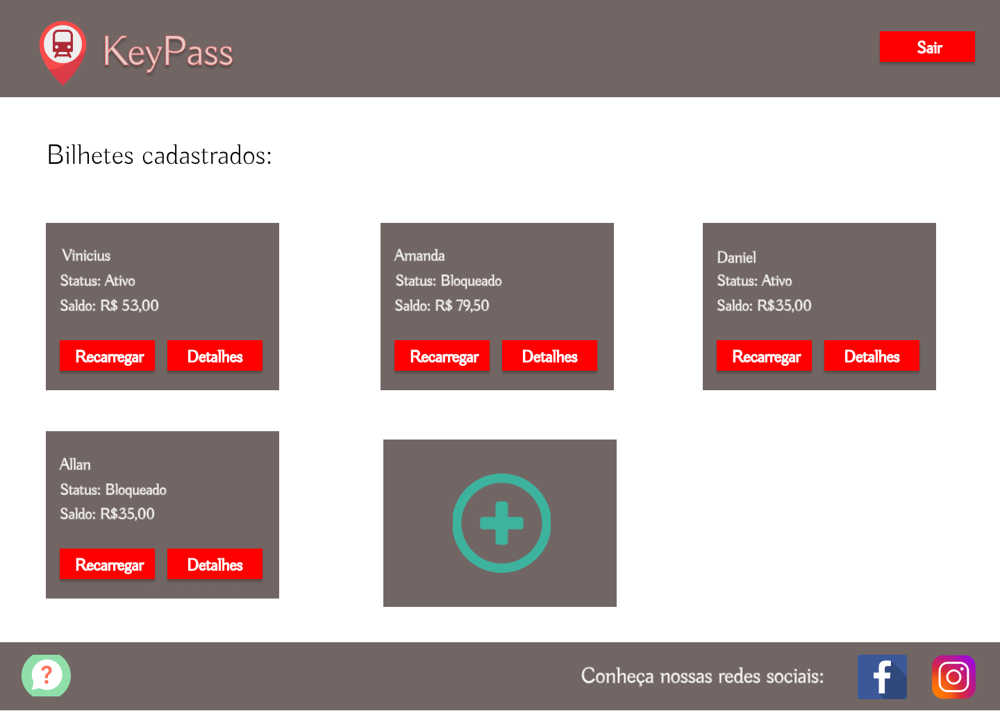 KeyPass
Sair
Bilhetes cadastrados:
Vinicius
Status: Ativo
Saldo: R$ 53,00
Recarregar
Detalhes
Amanda
Status: Bloqueado
Saldo: R$ 79,50
Recarregar
Detalhes
Daniel
Status: Ativo
Saldo: R$35,00
Recarregar
Detalhes
Allan
Status: Bloqueado
Saldo: R$35,00
Recarregar
Detalhes
?
Conheça nossas redes sociais:
f